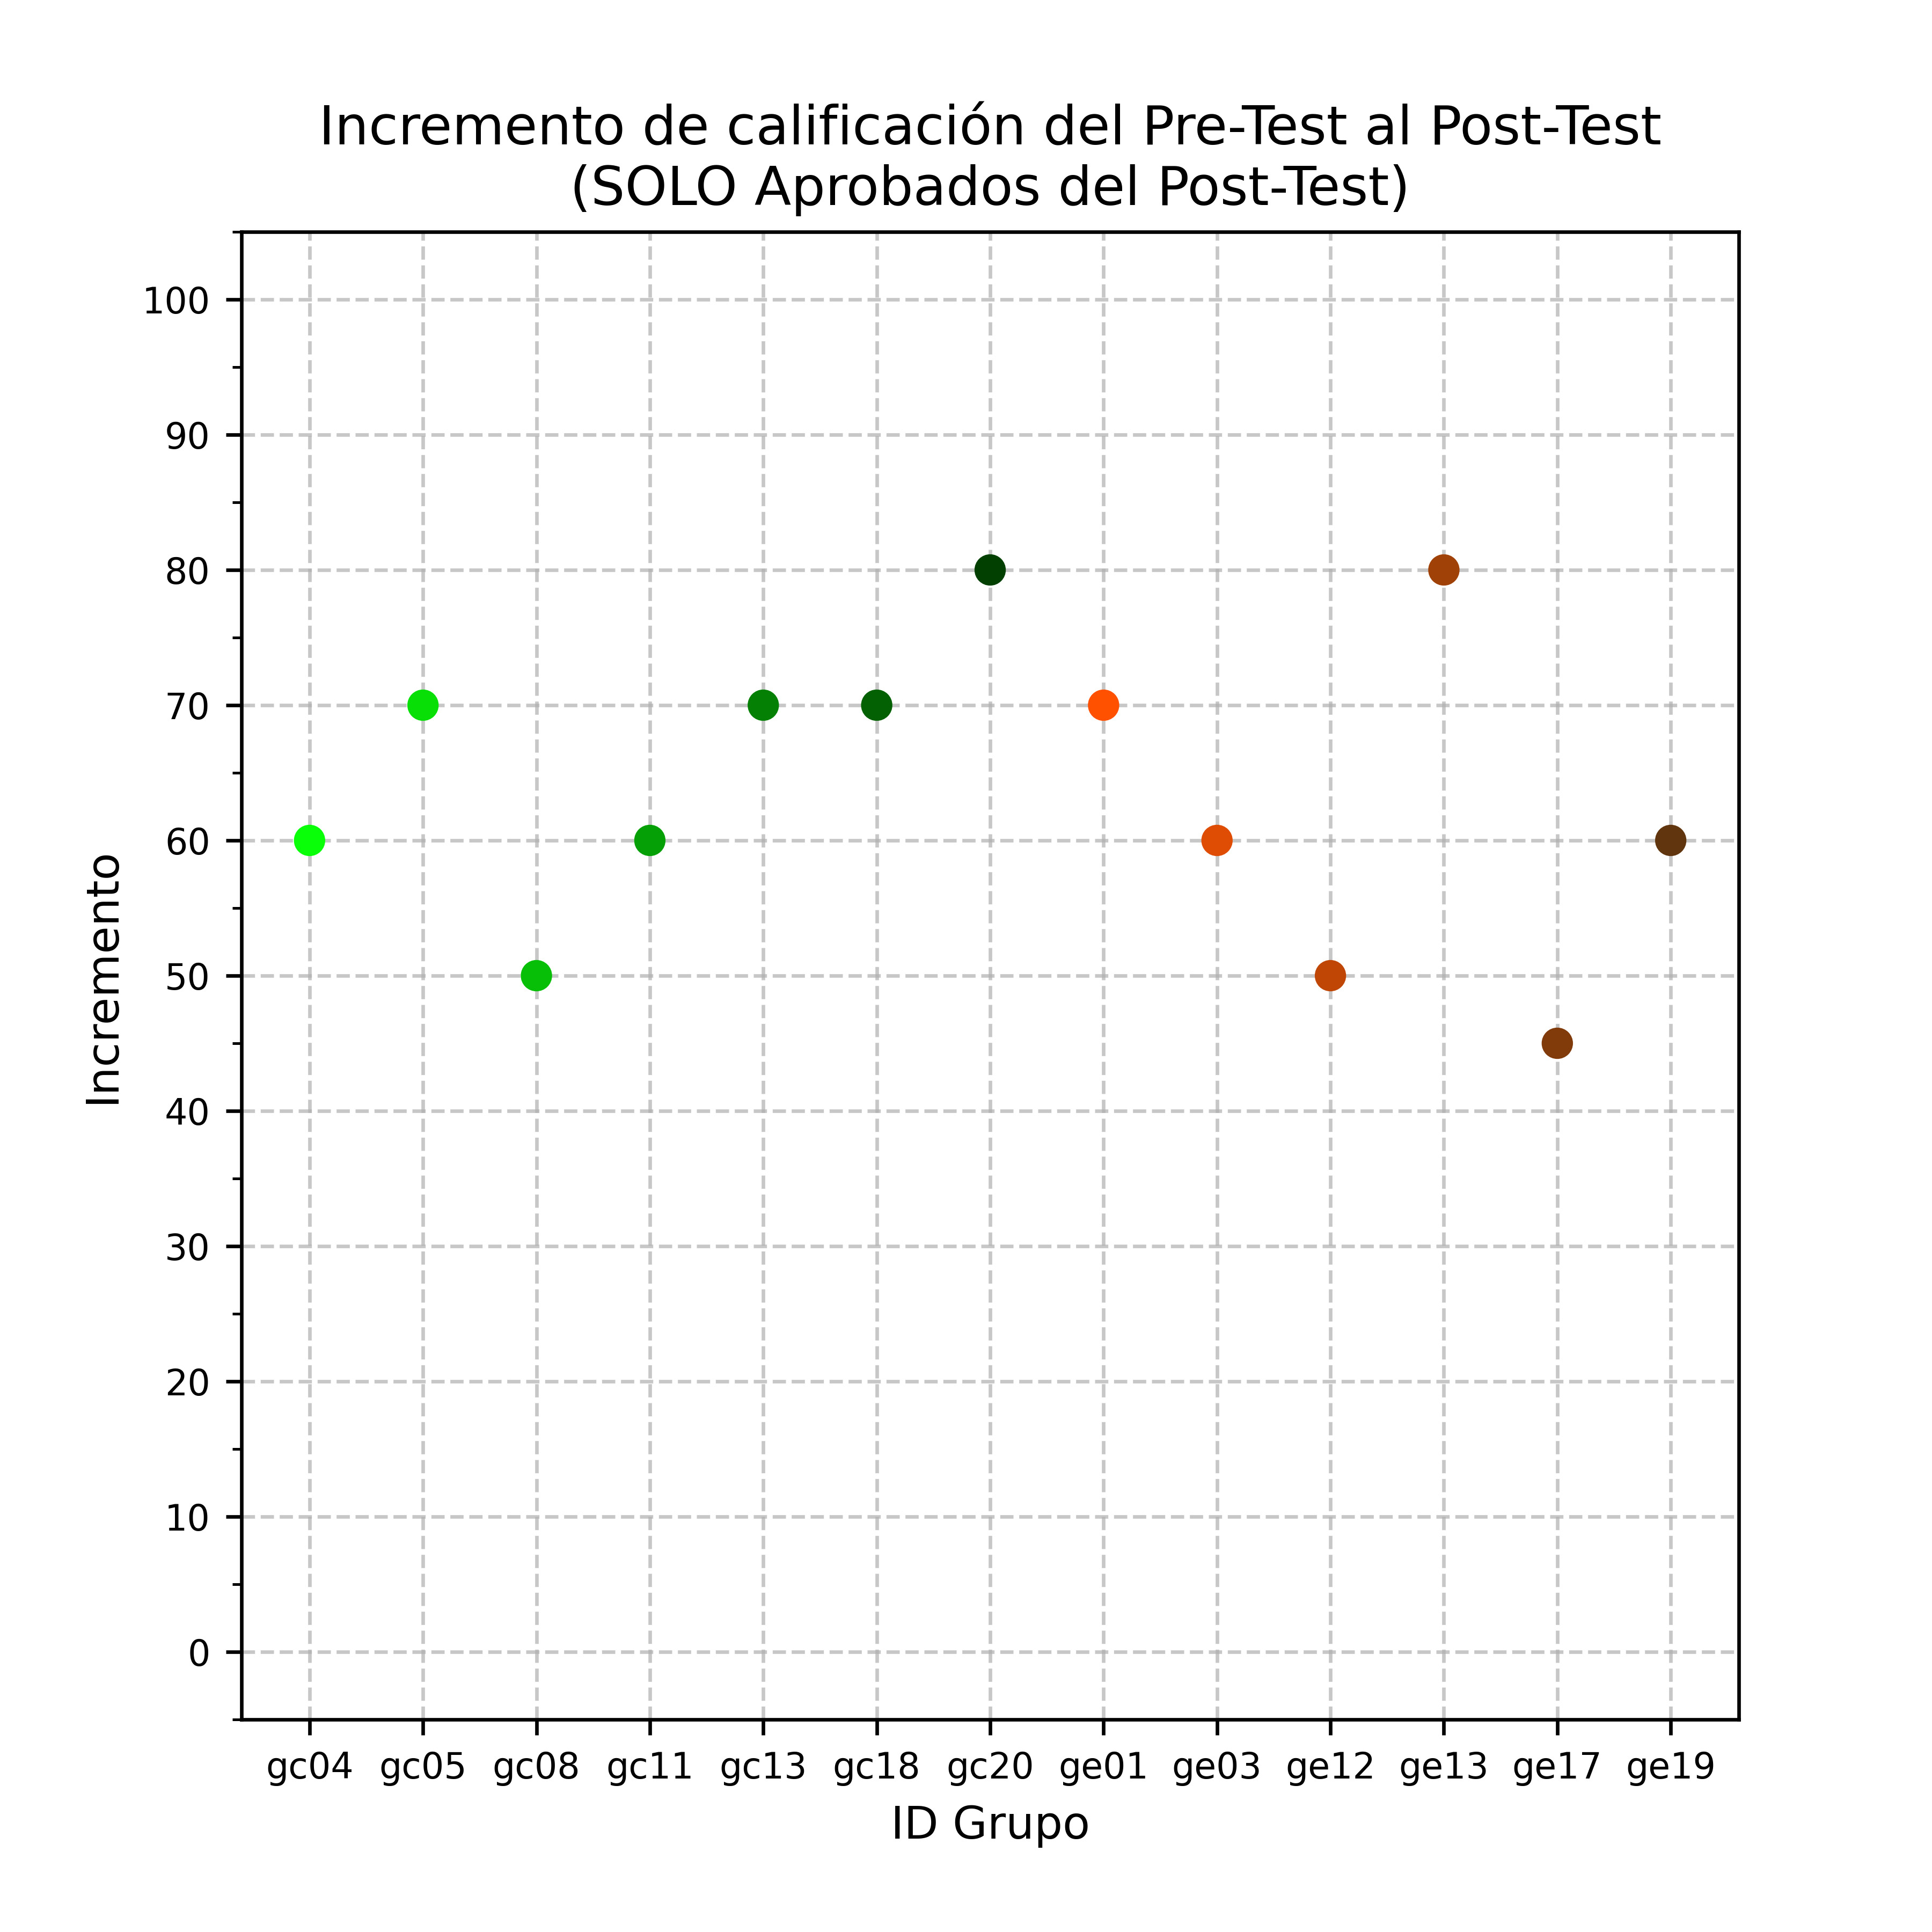 Incremento de calificación del Pre-Test al Post-Test
(SOLO Aprobados del Post-Test)
100
90
80
70
60
50
40
30
20
10
0
Incremento
gc04 gc05 gc08 gc11 gc13 gc18 gc20 ge01 ge03 ge12 ge13 ge17 ge19
ID Grupo